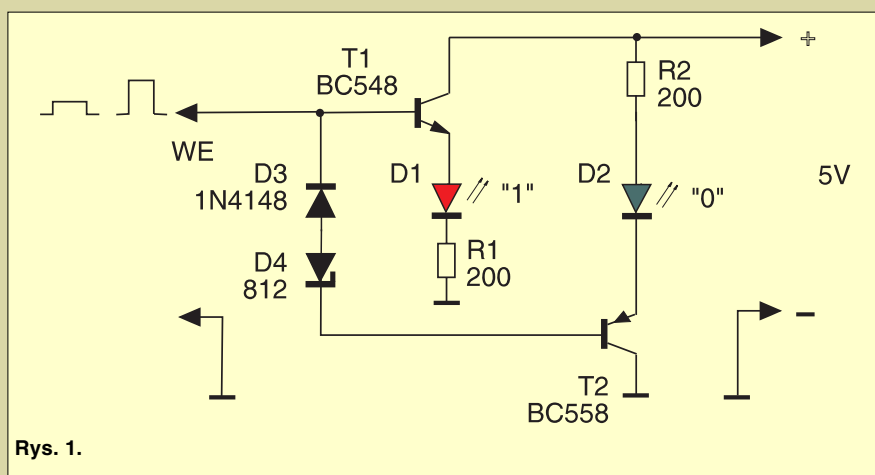 T1
BC548
+
R2
200
WE
D3
1N4148
D1
"1"
D2
"0"
5V
D4
812
R1
200
−
T2
BC558
Rys. 1.